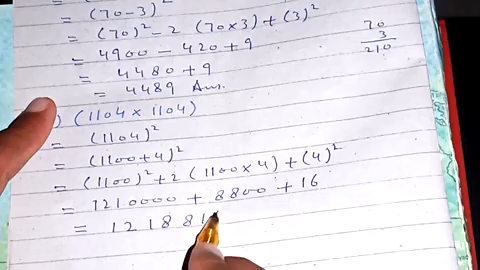 = (70-3)²
= (70)² - 2 (70×3) + (3)²
= 4900 - 420 + 9
= 4480 + 9
= 4489 Ans.
70
3
210
) (1104 × 1104)
= (1104)²
= (1100+4)²
= (1100)² + 2 (1100×4) + (4)²
= 1210000 + 8800 + 16
= 121881